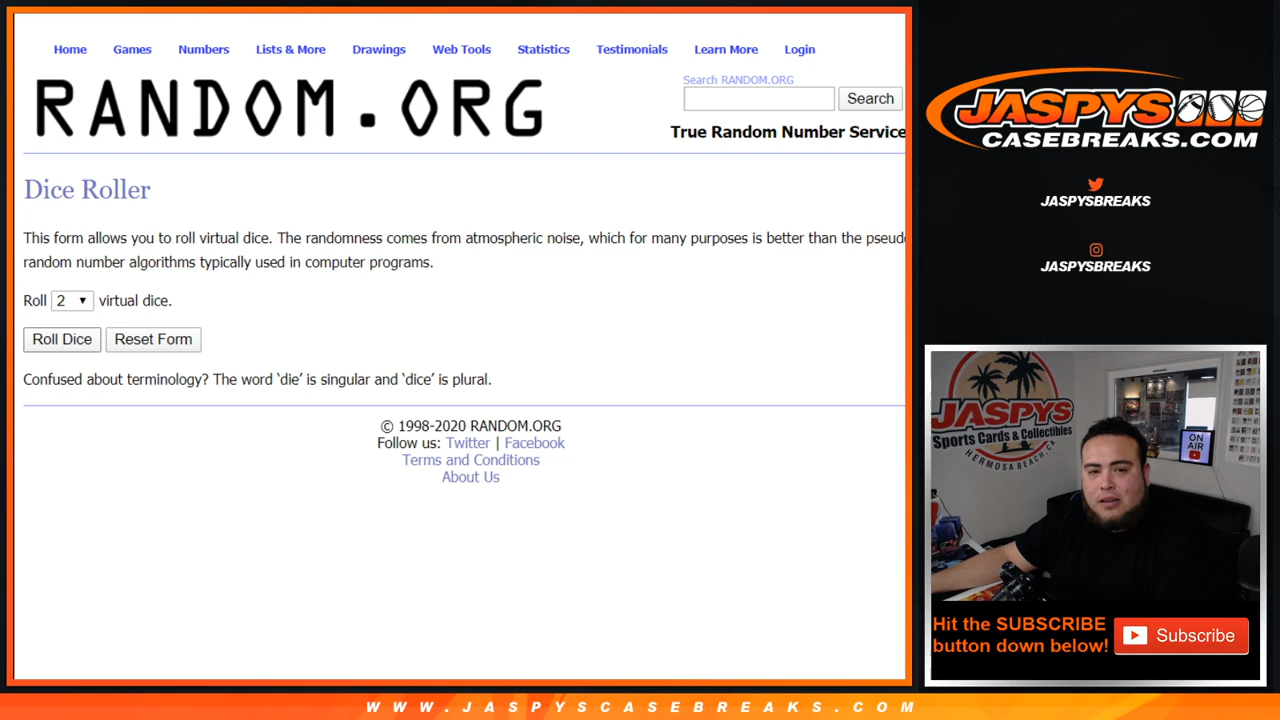 Home Games Numbers Lists & More Drawings Web Tools Statistics Testimonials Learn More Login
RANDOM.ORG
Search RANDOM.ORG
Search
True Random Number Service
Dice Roller
This form allows you to roll virtual dice. The randomness comes from atmospheric noise, which for many purposes is better than the pseudo
random number algorithms typically used in computer programs.
Roll 2 virtual dice.
Roll Dice Reset Form
Confused about terminology? The word ‘die’ is singular and ‘dice’ is plural.
© 1998-2020 RANDOM.ORG
Follow us: Twitter | Facebook
Terms and Conditions
About Us
JASPYS
CASEBREAKS.COM
JASPYSBREAKS
JASPYSBREAKS
JASPYS
Sports Cards & Collectibles
HERMOSA BEACH, CA
ON
AIR
Hit the SUBSCRIBE
button down below!
Subscribe
WWW.JASPYSCASEBREAKS.COM